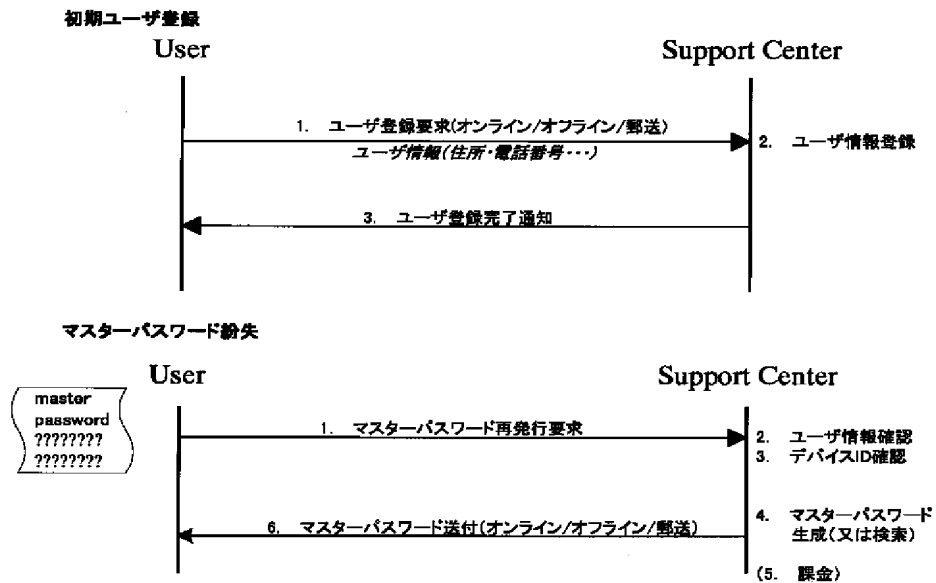 初期ユーザ登録
User
Support Center
1. ユーザ登録要求(オンライン/オフライン/郵送)
ユーザ情報(住所・電話番号・・・)
2. ユーザ情報登録
3. ユーザ登録完了通知
マスターパスワード紛失
User
Support Center
master
password
????????
????????
1. マスターパスワード再発行要求
2. ユーザ情報確認
3. デバイスID確認
4. マスターパスワード
生成(又は検索)
6. マスターパスワード送付(オンライン/オフライン/郵送)
(5. 課金)